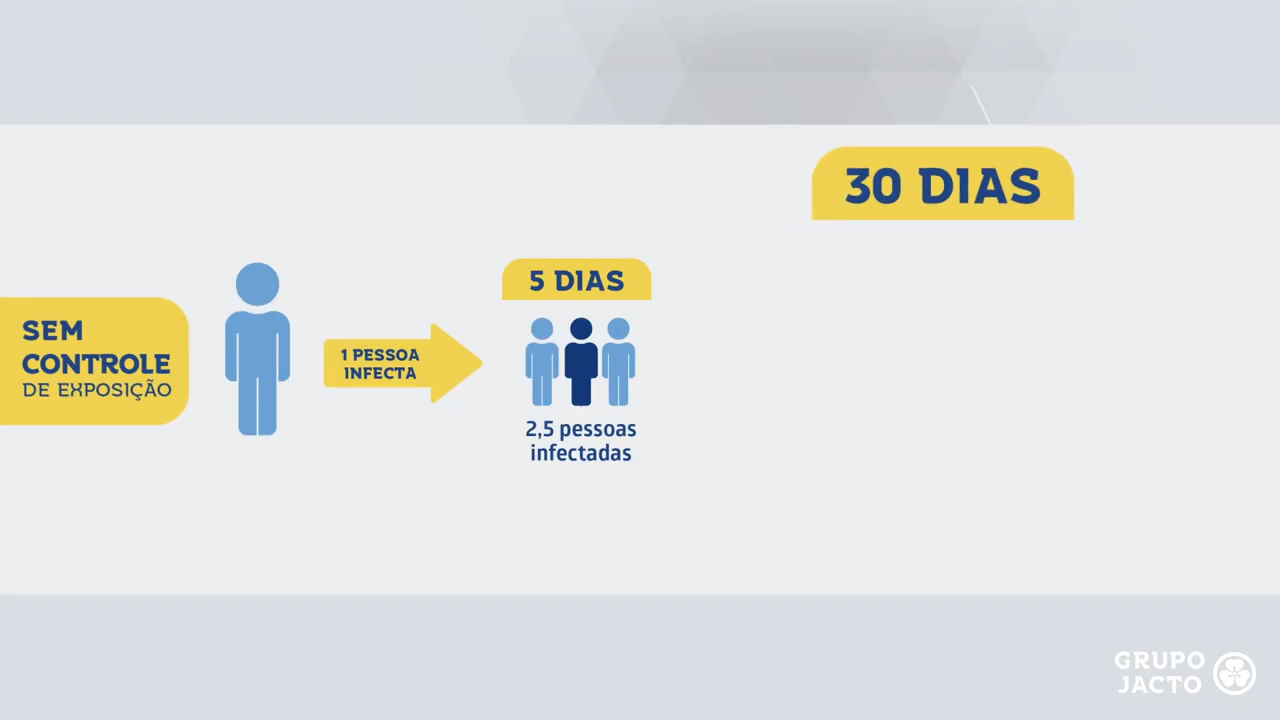 30 DIAS
SEM
CONTROLE
DE EXPOSIÇÃO
1 PESSOA
INFECTA
5 DIAS
2,5 pessoas
infectadas
GRUPO
JACTO